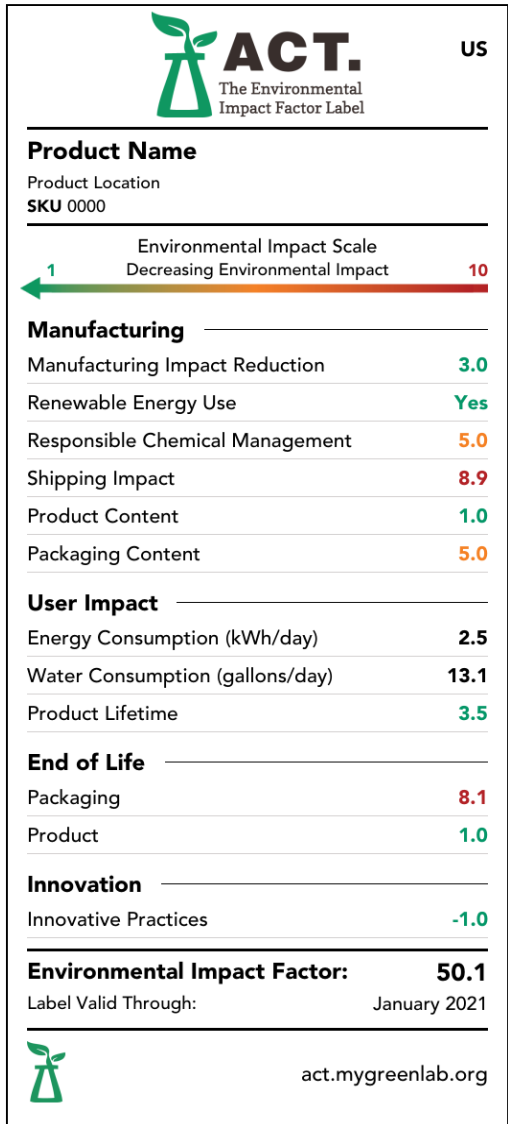 ACT.
The Environmental
Impact Factor Label
US
Product Name
Product Location
SKU 0000
Environmental Impact Scale
1 Decreasing Environmental Impact 10
Manufacturing
Manufacturing Impact Reduction 3.0
Renewable Energy Use Yes
Responsible Chemical Management 5.0
Shipping Impact 8.9
Product Content 1.0
Packaging Content 5.0
User Impact
Energy Consumption (kWh/day) 2.5
Water Consumption (gallons/day) 13.1
Product Lifetime 3.5
End of Life
Packaging 8.1
Product 1.0
Innovation
Innovative Practices -1.0
Environmental Impact Factor: 50.1
Label Valid Through: January 2021
act.mygreenlab.org